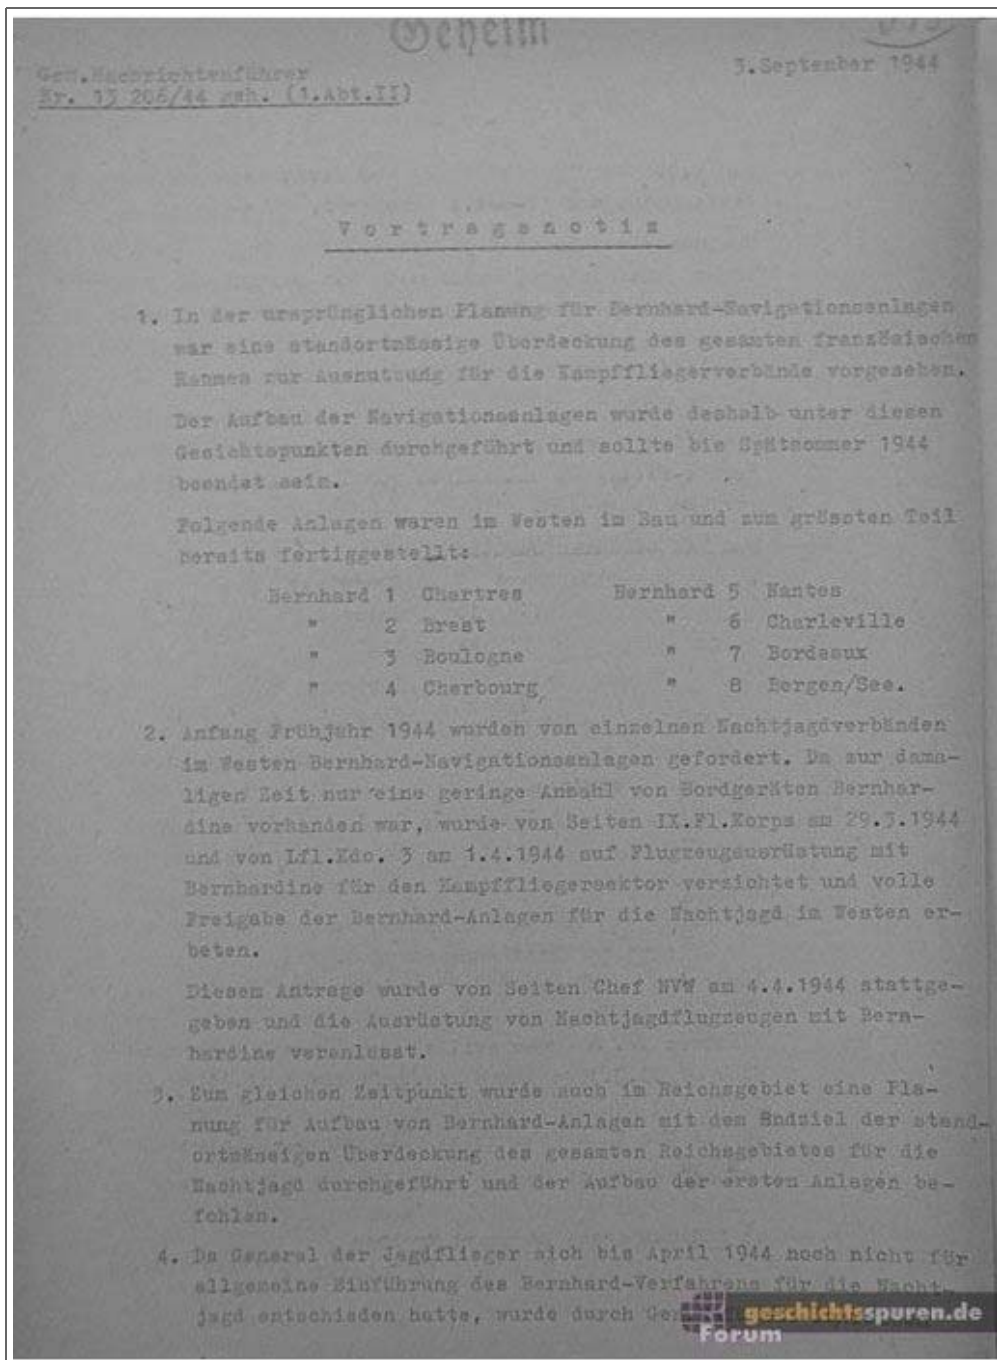 Geheim
3.September 1944
Gen.Nachrichtenführer
Nr. 15 206/44 geh. (1.Abt.II)
Vortragsnotiz
1. In der ursprünglichen Planung für Bernhard-Navigationsanlagen
war eine standortmässige Überdeckung des gesamten französischen
Raumes zur Ausnutzung für die Kampffliegerverbände vorgesehen.
Der Aufbau der Navigationsanlagen wurde deshalb unter diesen
Gesichtspunkten durchgeführt und sollte bis Spätsommer 1944
beendet sein.
Folgende Anlagen waren im Westen im Bau und zum grössten Teil
bereits fertiggestellt:
Bernhard 1 Chartres Bernhard 5 Nantes
" 2 Brest " 6 Charleville
" 3 Boulogne " 7 Bordeaux
" 4 Cherbourg, " 8 Bergen/See.
2. Anfang Frühjahr 1944 wurden von einzelnen Nachtjagdverbänden
im Westen Bernhard-Navigationsanlagen gefordert. Da zur dama-
ligen Zeit nur eine geringe Anzahl von Bordgeräten Bernhar-
dine vorhanden war, wurde von Seiten IX.Fl.Korps am 29.3.1944
und von Lfl.Kdo. 3 am 1.4.1944 auf Flugzeugausrüstung mit
Bernhardine für den Kampffliegersektor verzichtet und volle
Freigabe der Bernhard-Anlagen für die Nachtjagd im Westen er-
beten.
Diesem Antrage wurde von Seiten Chef NVW am 4.4.1944 stattge-
geben und die Ausrüstung von Nachtjagdflugzeugen mit Bern-
hardine veranlasst.
3. Zum gleichen Zeitpunkt wurde auch im Reichsgebiet eine Pla-
nung für Aufbau von Bernhard-Anlagen mit dem Endziel der stand-
ortmässigen Überdeckung des gesamten Reichsgebietes für die
Nachtjagd durchgeführt und der Aufbau der ersten Anlagen be-
fohlen.
4. Da General der Jagdflieger sich bis April 1944 noch nicht für
allgemeine Einführung des Bernhard-Verfahrens für die Nacht-
jagd entschieden hatte, wurde durch Gen
geschichtsspuren.de
Forum